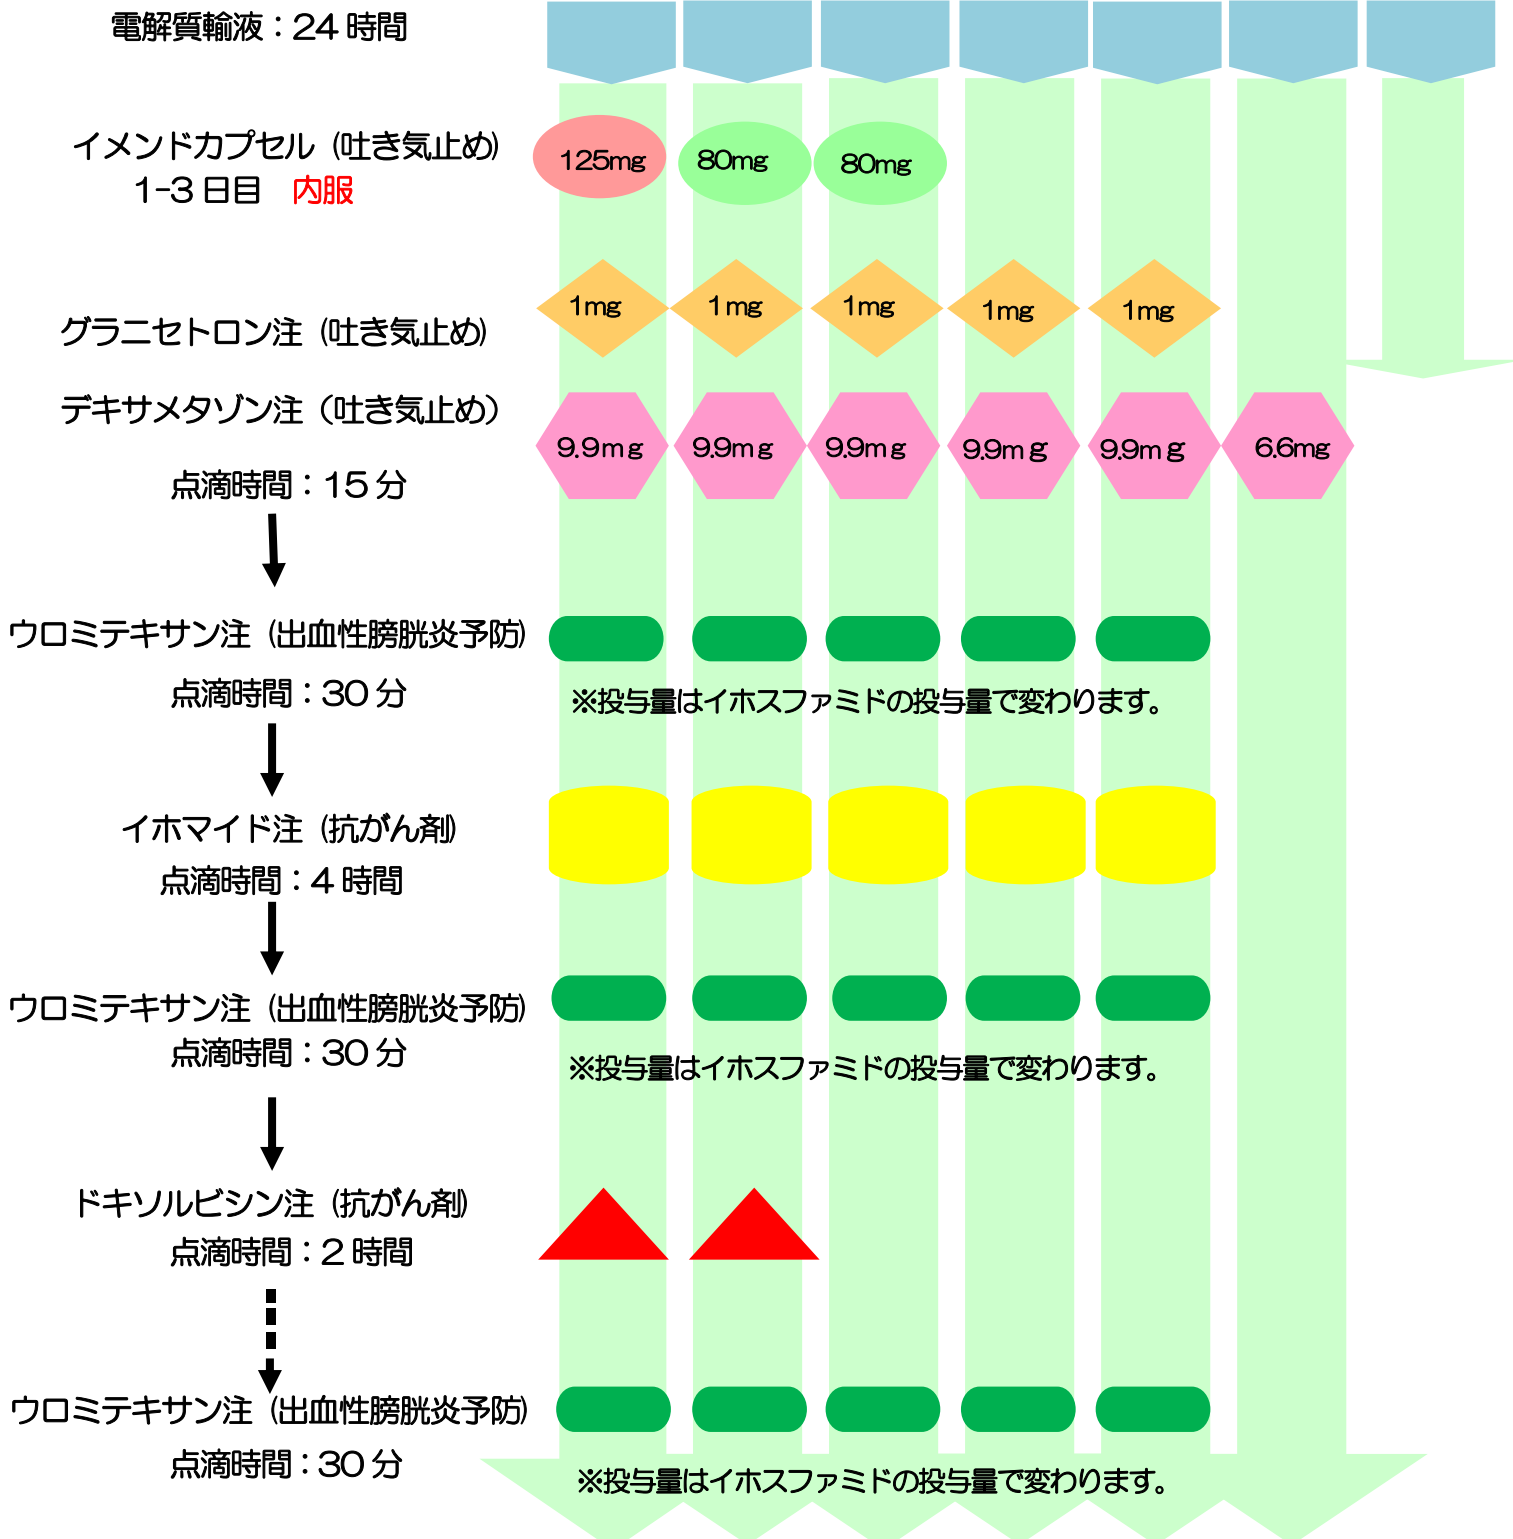 電解質輸液：24 時間
イメンドカプセル (吐き気止め)
1-3 日目　内服
125mg 80mg 80mg
グラニセトロン注 (吐き気止め)
1mg 1mg 1mg 1mg 1mg
デキサメタゾン注（吐き気止め）
9.9mg 9.9mg 9.9mg 9.9mg 9.9mg 6.6mg
点滴時間：15 分
ウロミテキサン注 (出血性膀胱炎予防)
点滴時間：30 分
※投与量はイホスファミドの投与量で変わります。
イホマイド注 (抗がん剤)
点滴時間：4 時間
ウロミテキサン注 (出血性膀胱炎予防)
点滴時間：30 分
※投与量はイホスファミドの投与量で変わります。
ドキソルビシン注 (抗がん剤)
点滴時間：2 時間
ウロミテキサン注 (出血性膀胱炎予防)
点滴時間：30 分
※投与量はイホスファミドの投与量で変わります。